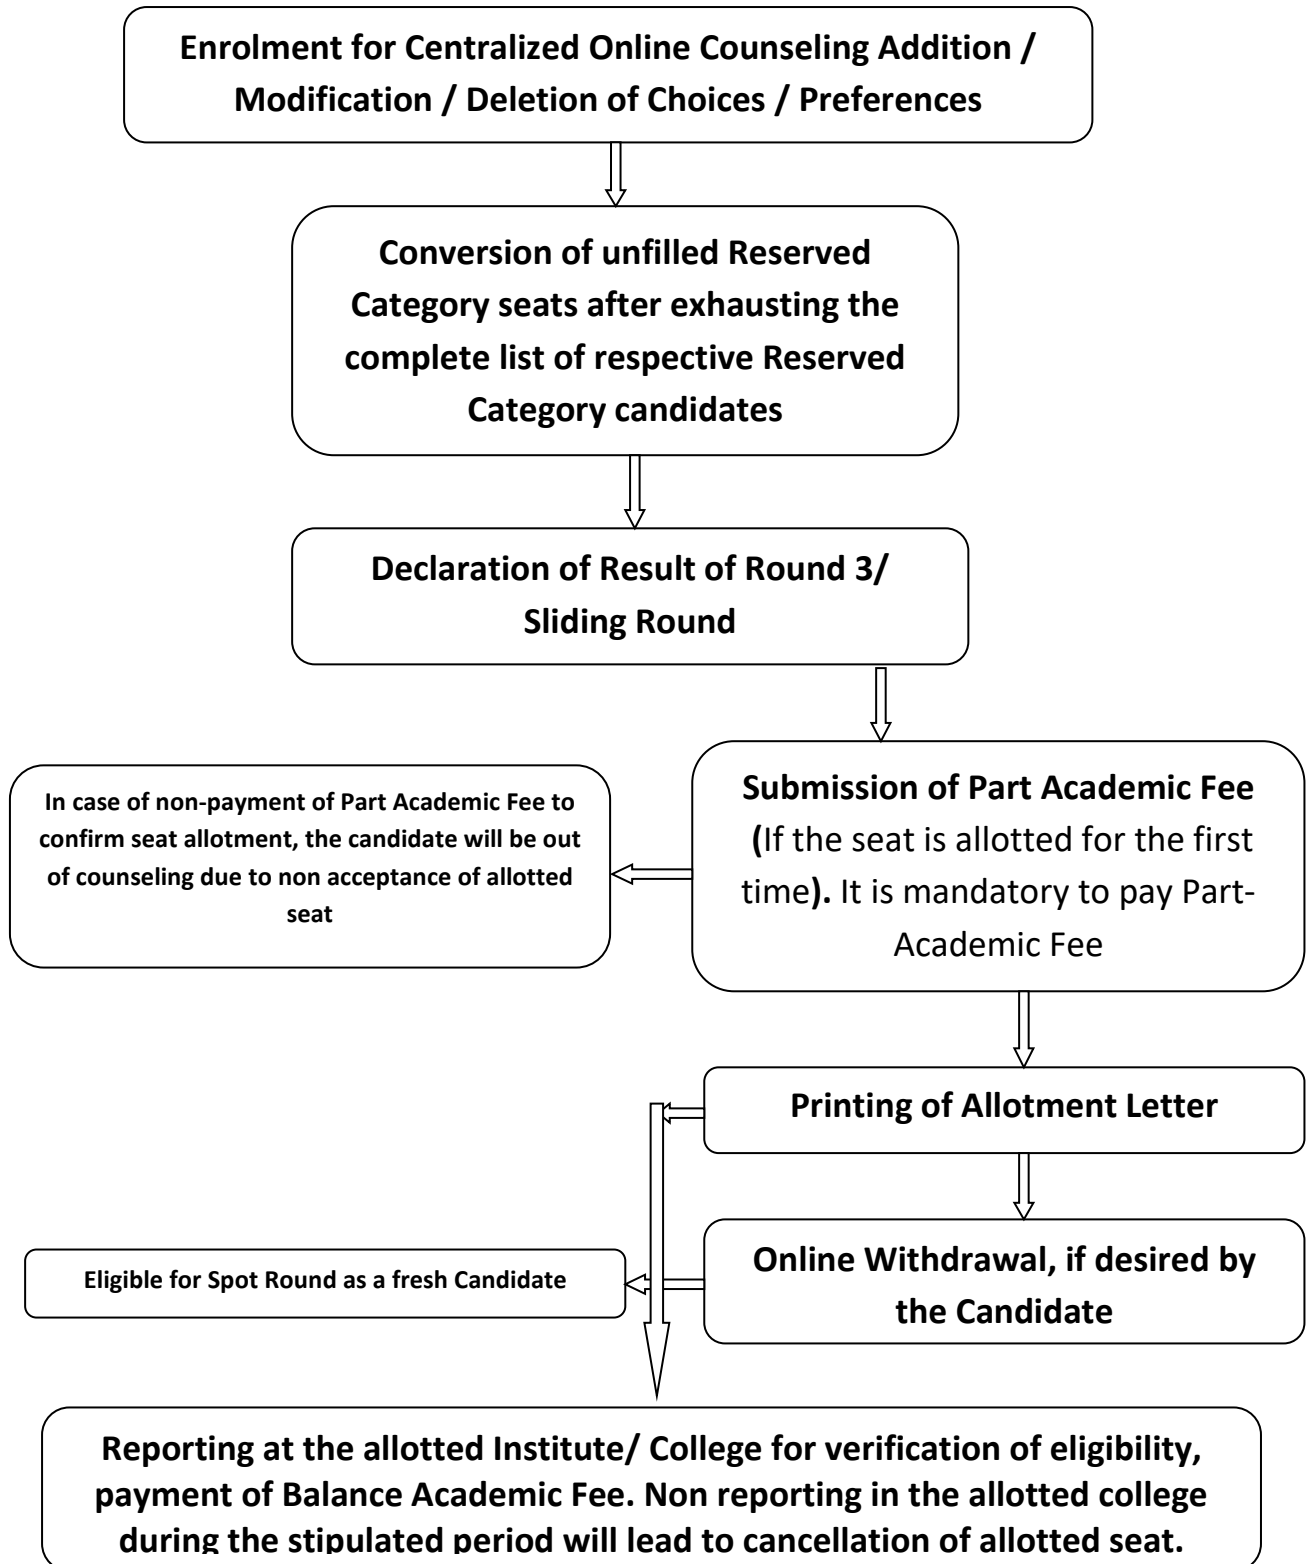 Enrolment for Centralized Online Counseling Addition /
Modification / Deletion of Choices / Preferences
Conversion of unfilled Reserved
Category seats after exhausting the
complete list of respective Reserved
Category candidates
Declaration of Result of Round 3/
Sliding Round
Submission of Part Academic Fee
(If the seat is allotted for the first
time). It is mandatory to pay Part-
Academic Fee
In case of non-payment of Part Academic Fee to
confirm seat allotment, the candidate will be out
of counseling due to non acceptance of allotted
seat
Printing of Allotment Letter
Online Withdrawal, if desired by
the Candidate
Eligible for Spot Round as a fresh Candidate
Reporting at the allotted Institute/ College for verification of eligibility,
payment of Balance Academic Fee. Non reporting in the allotted college
during the stipulated period will lead to cancellation of allotted seat.